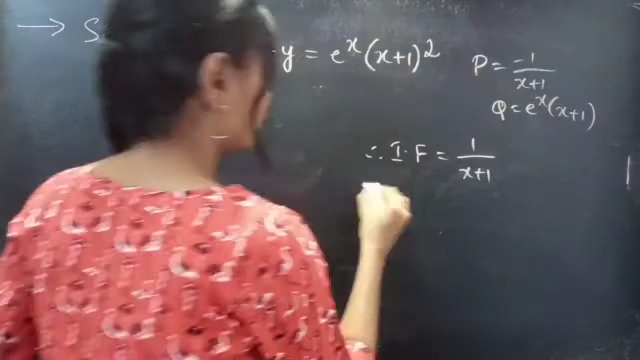 → S
-y = eˣ(x+1)²
P = -1/(x+1)
Q = eˣ(x+1)
∴ I.F = 1/(x+1)